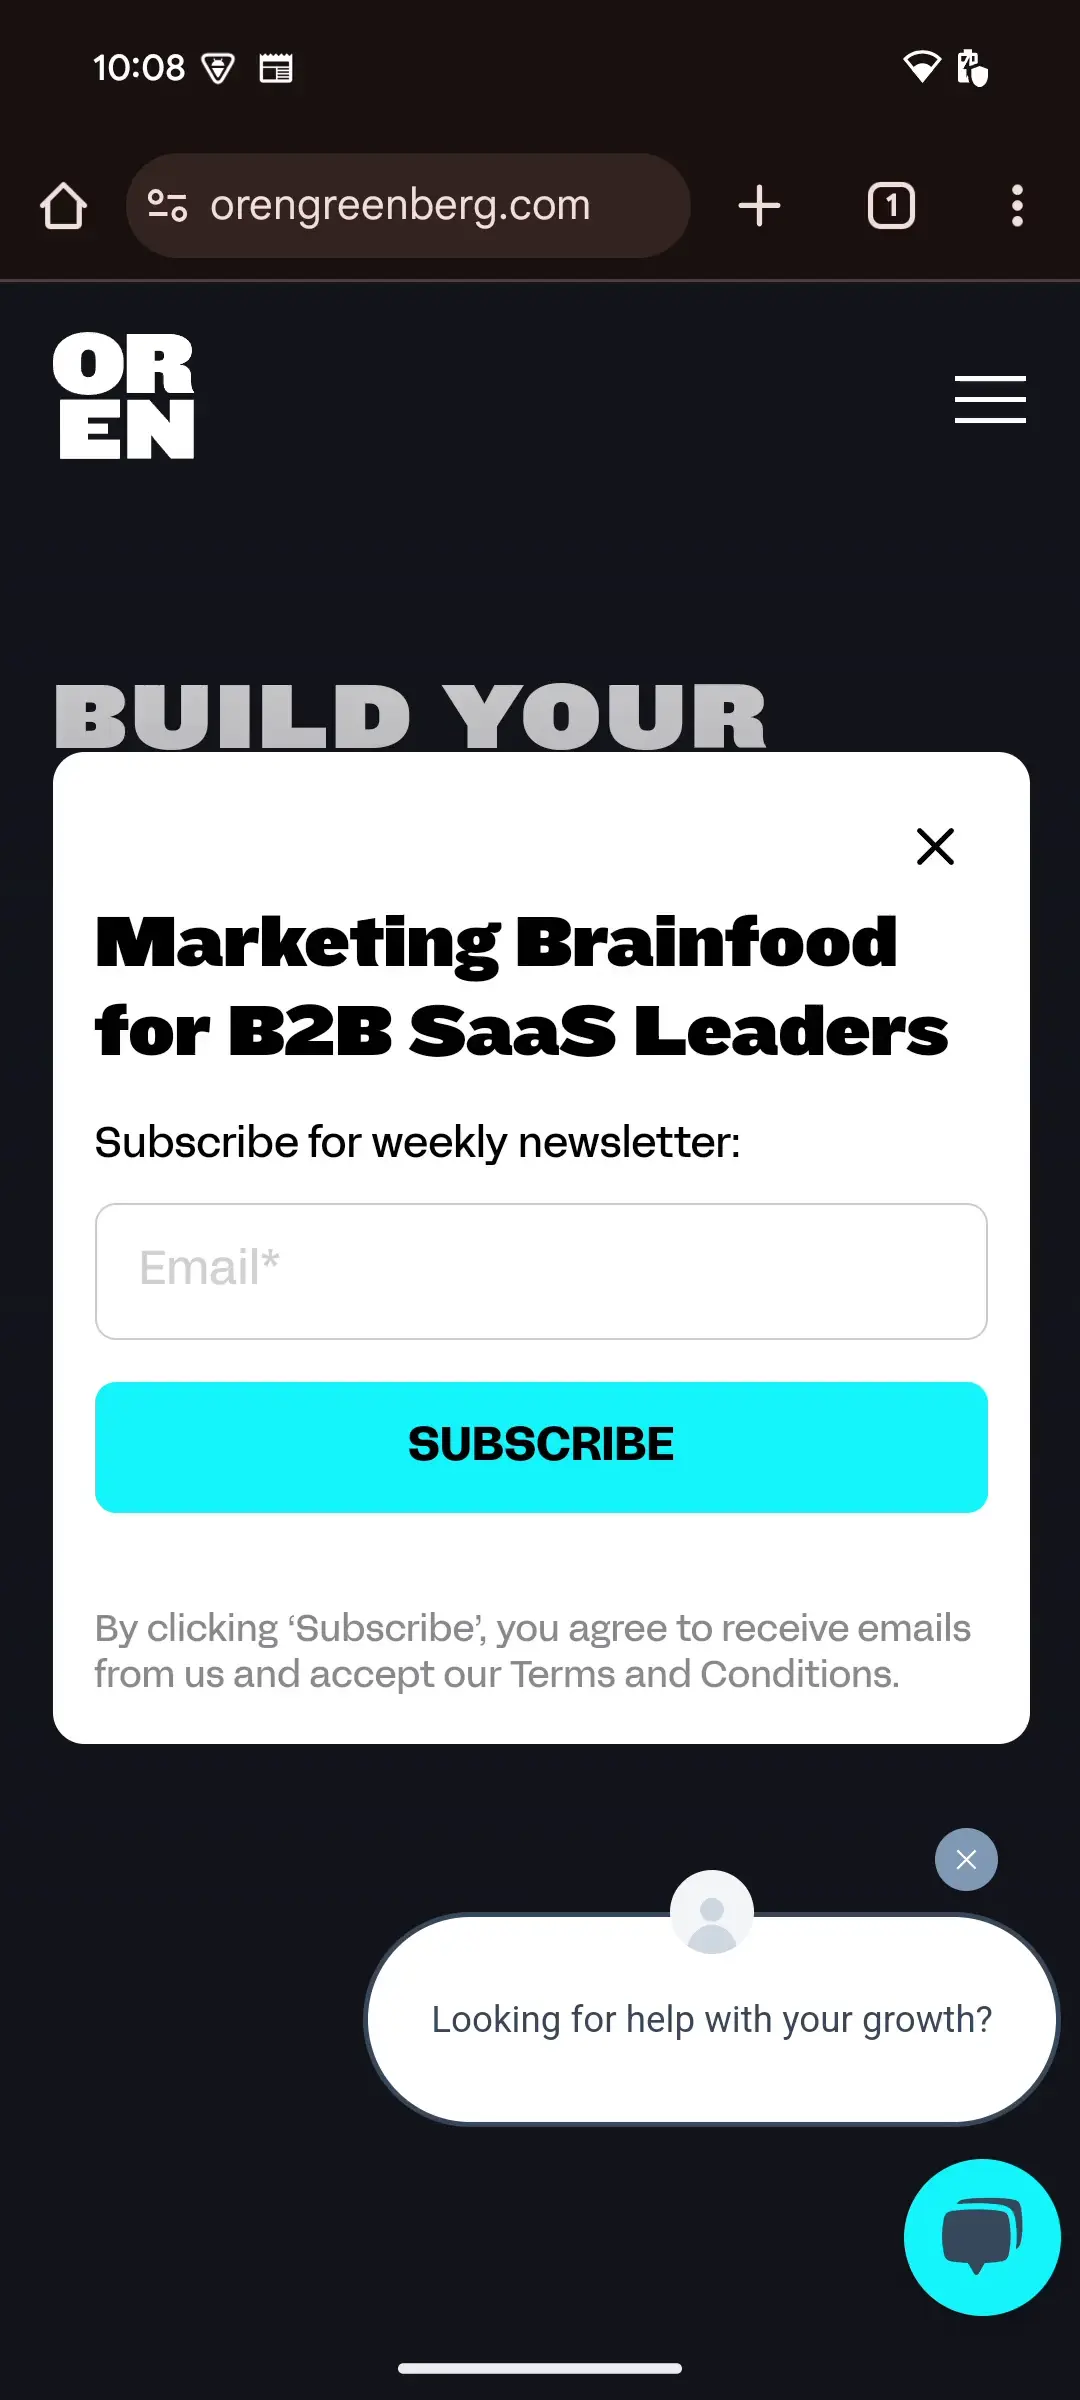 10:08
orengreenberg.com
1
OR
EN
BUILD YOUR
Marketing Brainfood
for B2B SaaS Leaders
Subscribe for weekly newsletter:
Email*
SUBSCRIBE
By clicking ‘Subscribe’, you agree to receive emails
from us and accept our Terms and Conditions.
Looking for help with your growth?